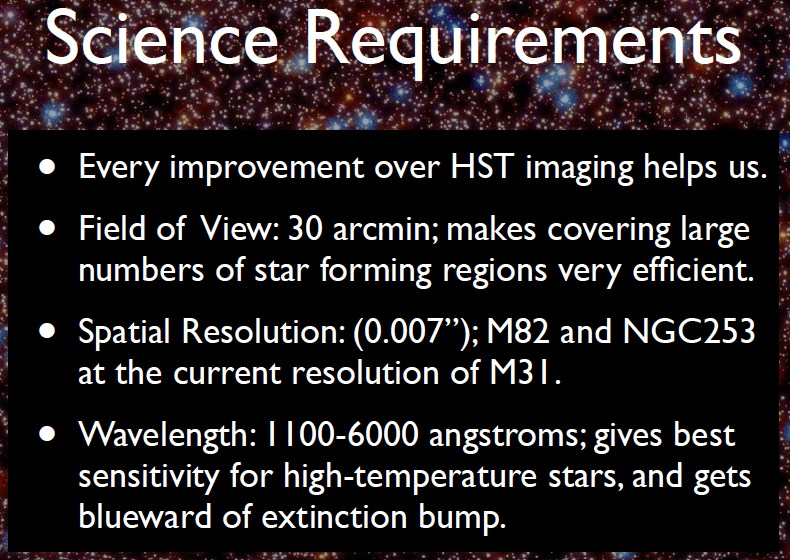 Science Requirements
• Every improvement over HST imaging helps us.
• Field of View: 30 arcmin; makes covering large
numbers of star forming regions very efficient.
• Spatial Resolution: (0.007”); M82 and NGC253
at the current resolution of M31.
• Wavelength: 1100-6000 angstroms; gives best
sensitivity for high-temperature stars, and gets
blueward of extinction bump.